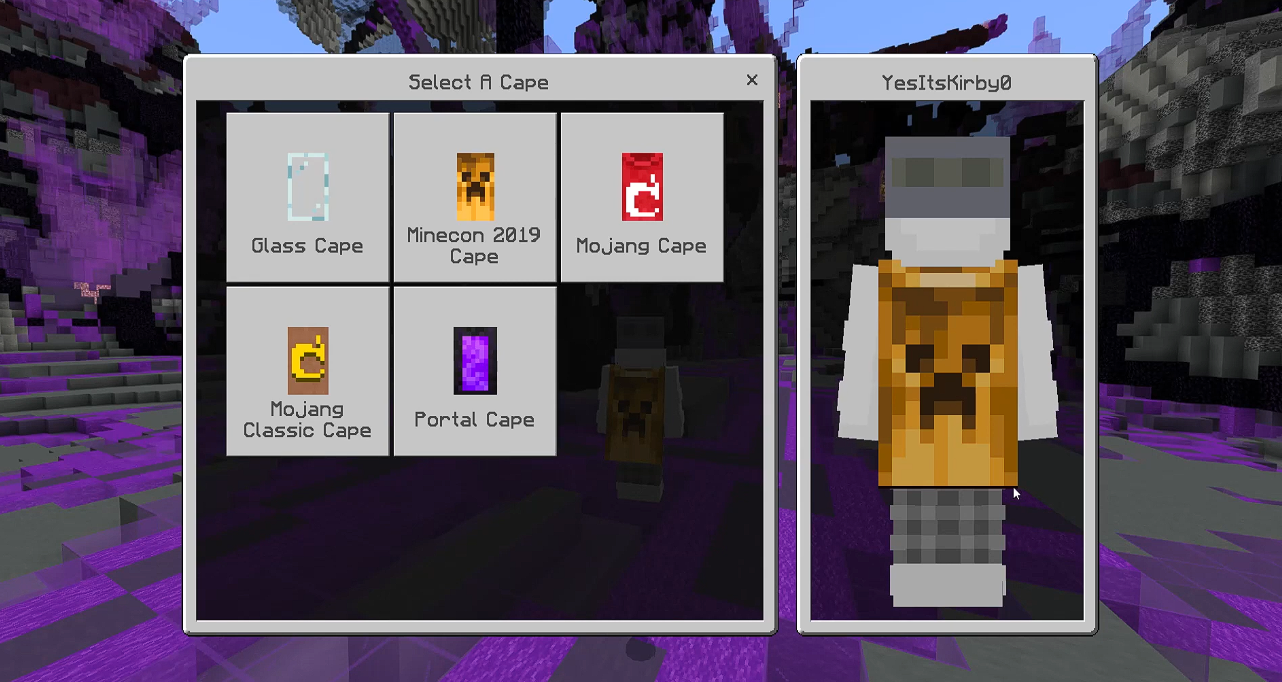 Select A Cape
YesItsKirby0
Glass Cape
Minecon 2019
Cape
Mojang Cape
Mojang
Classic Cape
Portal Cape